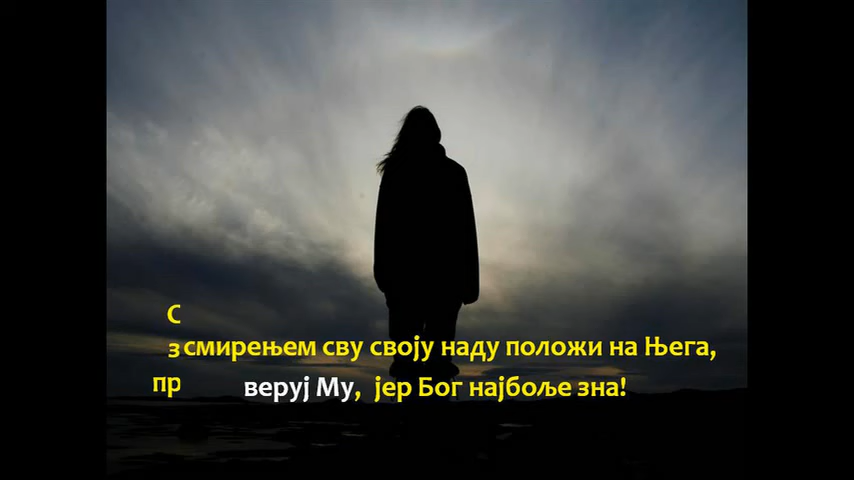 С
з
смирењем сву своју наду положи на Њега,
пр
веруј Му, јер Бог најбоље зна!